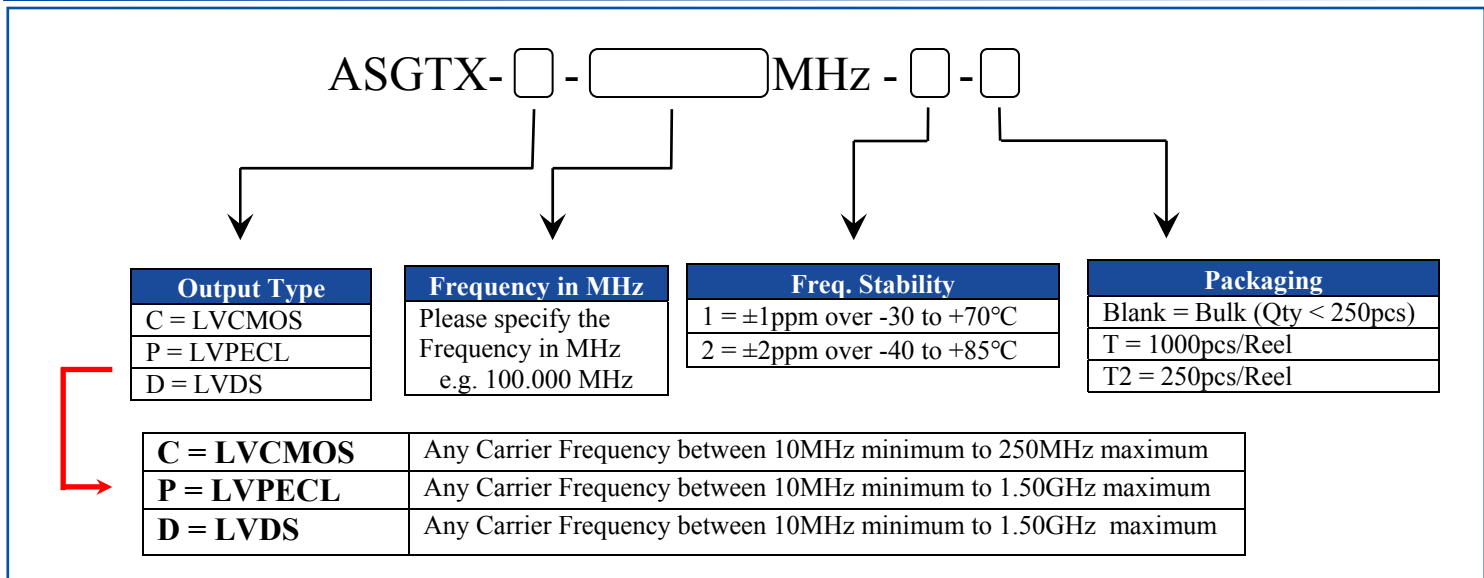 ASGTX- - MHz - -
Output Type
C = LVCMOS
P = LVPECL
D = LVDS
Frequency in MHz
Please specify the
Frequency in MHz
e.g. 100.000 MHz
Freq. Stability
1 = ±1ppm over -30 to +70℃
2 = ±2ppm over -40 to +85℃
Packaging
Blank = Bulk (Qty < 250pcs)
T = 1000pcs/Reel
T2 = 250pcs/Reel
C = LVCMOS Any Carrier Frequency between 10MHz minimum to 250MHz maximum
P = LVPECL Any Carrier Frequency between 10MHz minimum to 1.50GHz maximum
D = LVDS Any Carrier Frequency between 10MHz minimum to 1.50GHz maximum